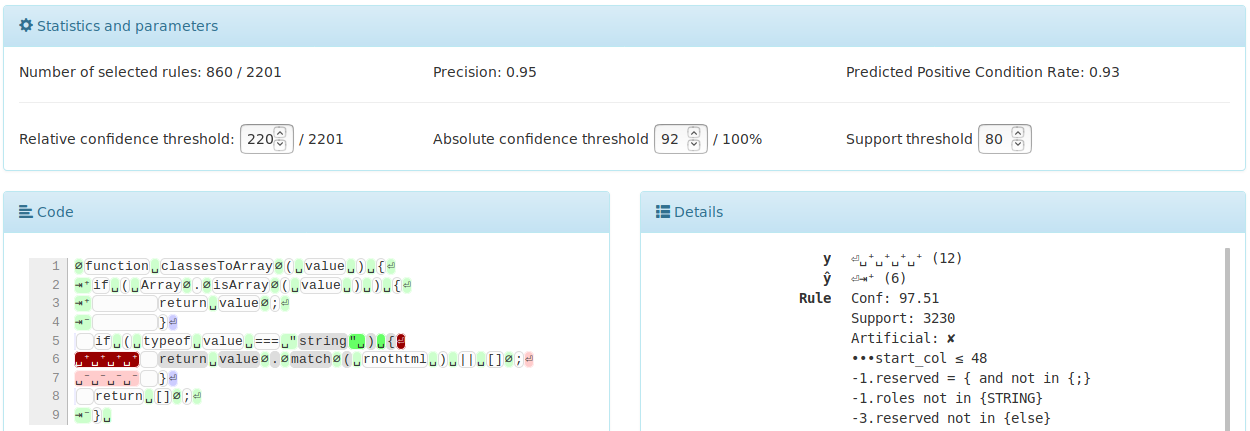 Statistics and parameters
Number of selected rules: 860 / 2201
Precision: 0.95
Predicted Positive Condition Rate: 0.93
Relative confidence threshold: 220 / 2201
Absolute confidence threshold 92 / 100%
Support threshold 80
Code
1 ∅function␣classesToArray∅(␣value␣)␣{⏎
2 ⇥⁺if␣(␣Array∅.∅isArray∅(␣value␣)␣)␣{⏎
3 ⇥⁺ return␣value∅;⏎
4 ⇥⁻ }⏎
5 if␣(␣typeof␣value␣===␣"string"␣)␣{⏎
6 ␣⁺␣⁺␣⁺␣⁺ return␣value∅.∅match∅(␣rnothtml␣)␣||␣[]∅;⏎
7 ␣⁻␣⁻␣⁻␣⁻ }⏎
8 return␣[]∅;⏎
9 ⇥⁻}␣
Details
y ⏎␣⁺␣⁺␣⁺␣⁺ (12)
ŷ ⏎⇥⁺ (6)
Rule Conf: 97.51
Support: 3230
Artificial: ✘
•••start_col ≤ 48
-1.reserved = { and not in {;}
-1.roles not in {STRING}
-3.reserved not in {else}